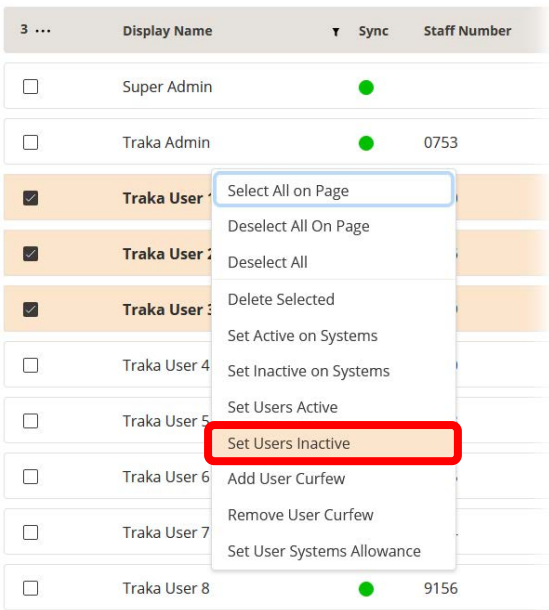 3 ... Display Name Sync Staff Number
Super Admin
Traka Admin 0753
Traka User
Select All on Page
Deselect All On Page
Traka User
Deselect All
Traka User
Delete Selected
Set Active on Systems
Traka User 4
Set Inactive on Systems
Set Users Active
Traka User 5
Set Users Inactive
Traka User 6
Add User Curfew
Remove User Curfew
Traka User 7
Set User Systems Allowance
Traka User 8 9156